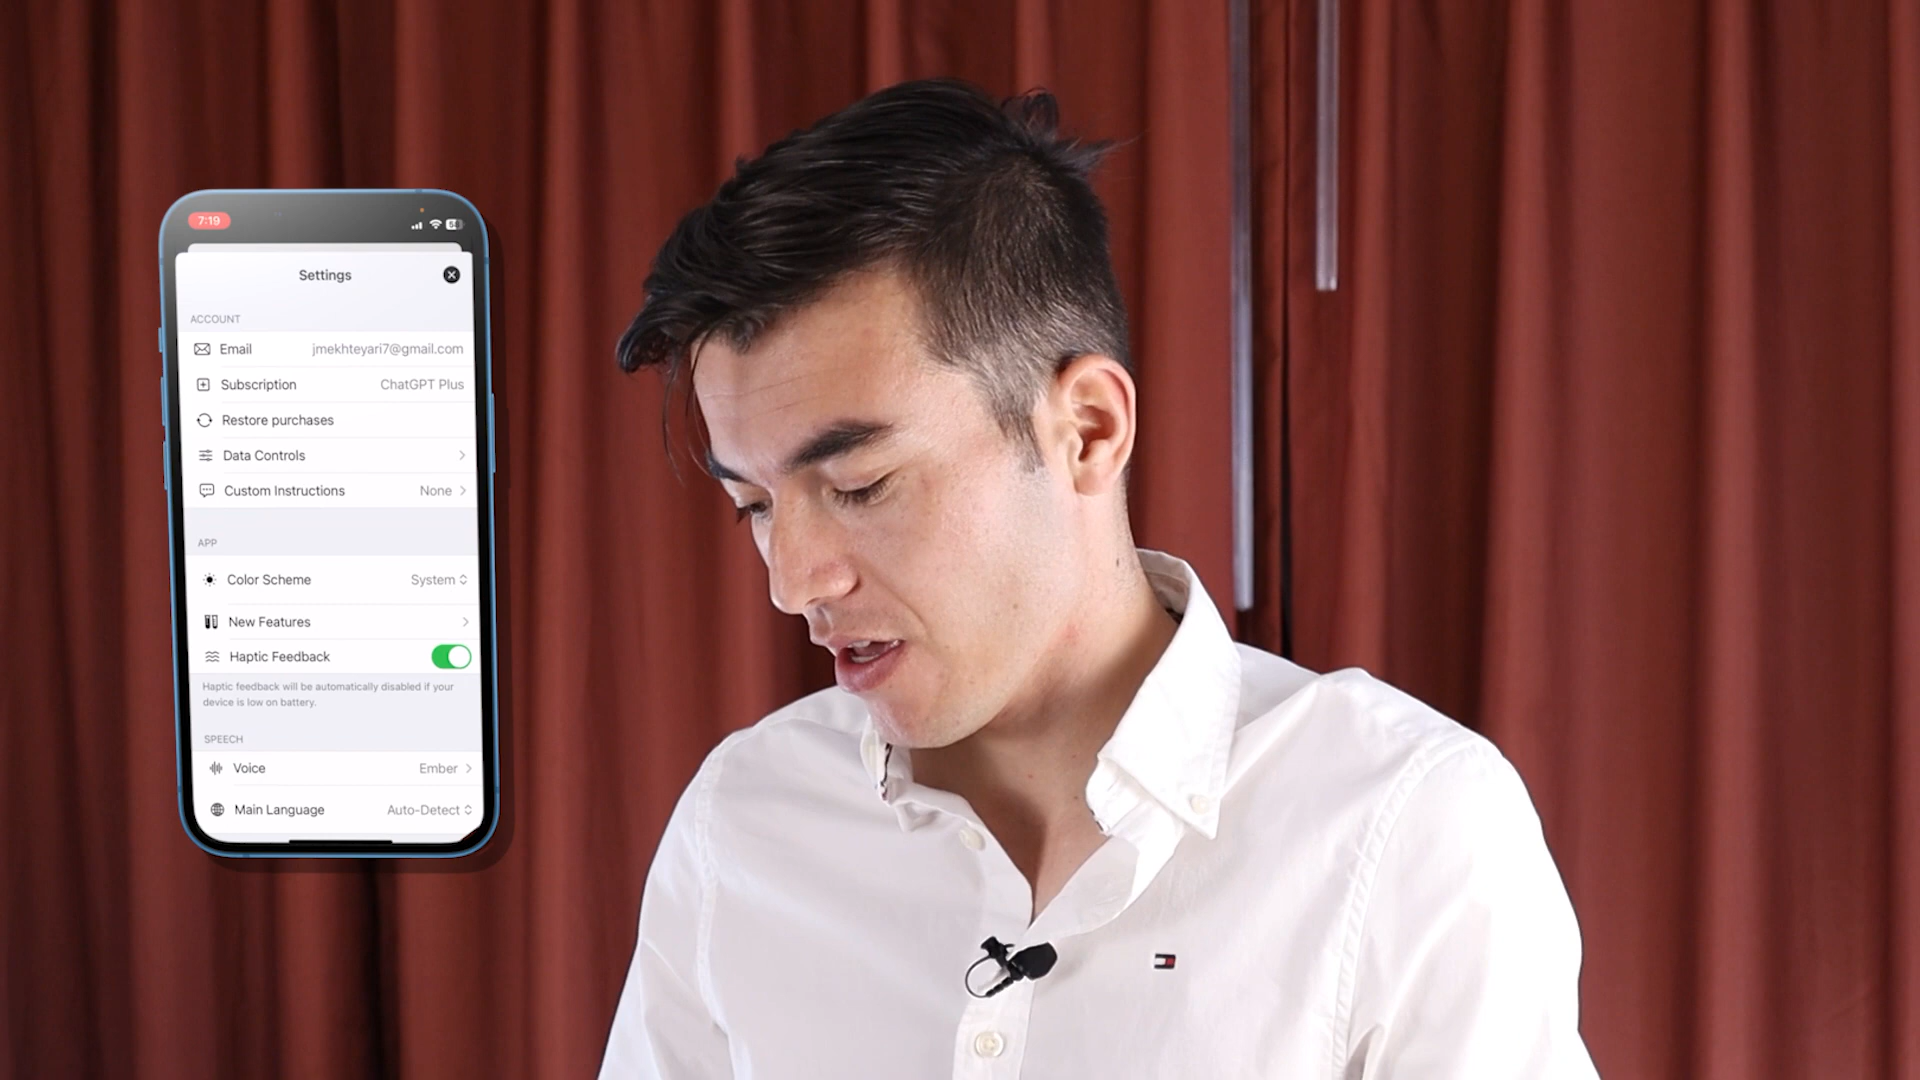 7:19
Settings
ACCOUNT
Email jmekhteyari7@gmail.com
Subscription ChatGPT Plus
Restore purchases
Data Controls
Custom Instructions None
APP
Color Scheme System
New Features
Haptic Feedback
Haptic feedback will be automatically disabled if your
device is low on battery.
SPEECH
Voice Ember
Main Language Auto-Detect